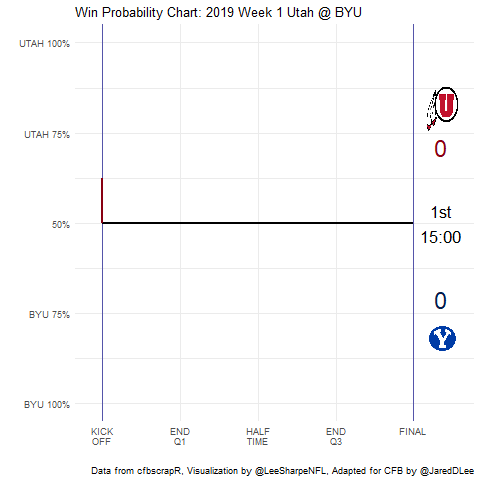 Win Probability Chart: 2019 Week 1 Utah @ BYU
UTAH 100%
UTAH 75%
50%
BYU 75%
BYU 100%
U
0
1st
15:00
0
Y
KICK
OFF
END
Q1
HALF
TIME
END
Q3
FINAL
Data from cfbscrapR, Visualization by @LeeSharpeNFL, Adapted for CFB by @JaredDLee